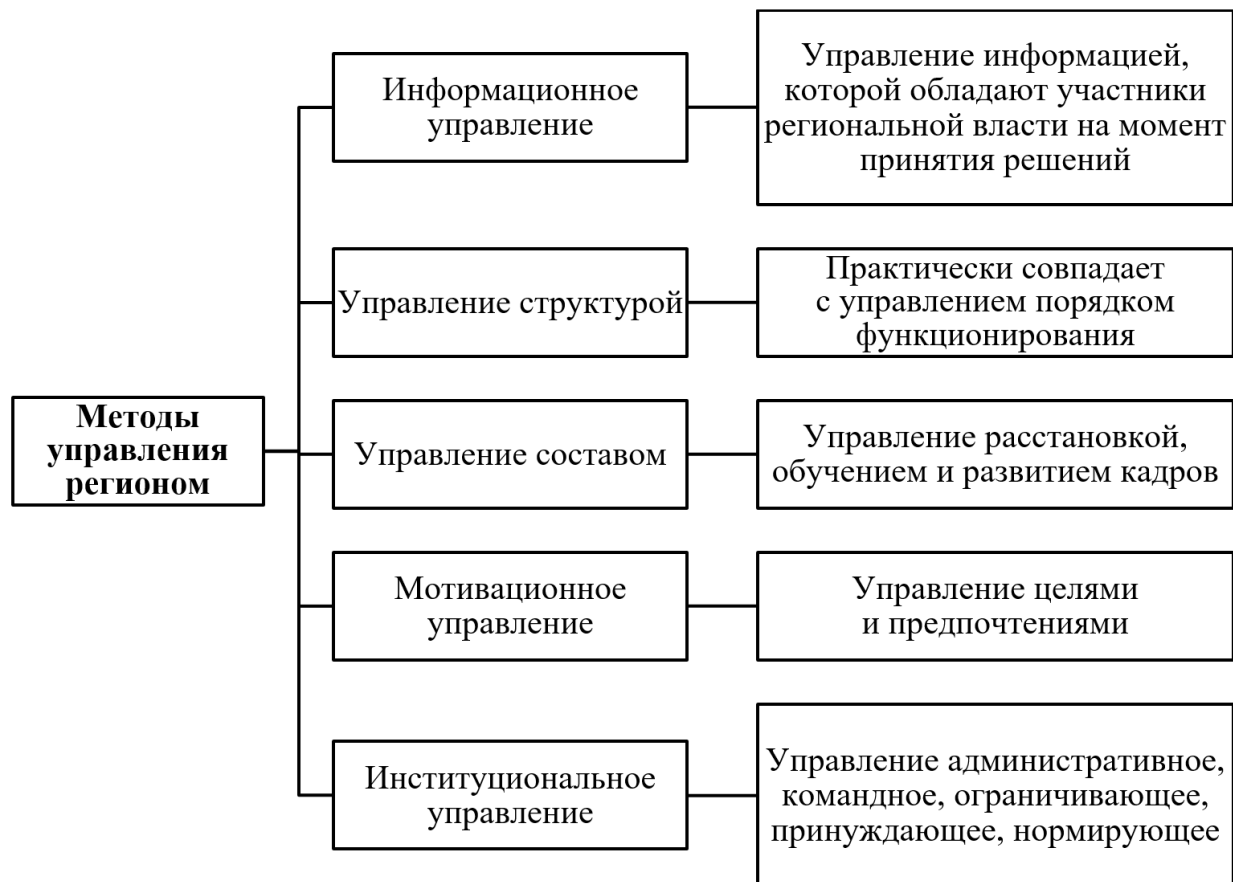 Методы
управления
регионом
Информационное
управление
Управление информацией,
которой обладают участники
региональной власти на момент
принятия решений
Управление структурой
Практически совпадает
с управлением порядком
функционирования
Управление составом
Управление расстановкой,
обучением и развитием кадров
Мотивационное
управление
Управление целями
и предпочтениями
Институциональное
управление
Управление административное,
командное, ограничивающее,
принуждающее, нормирующее